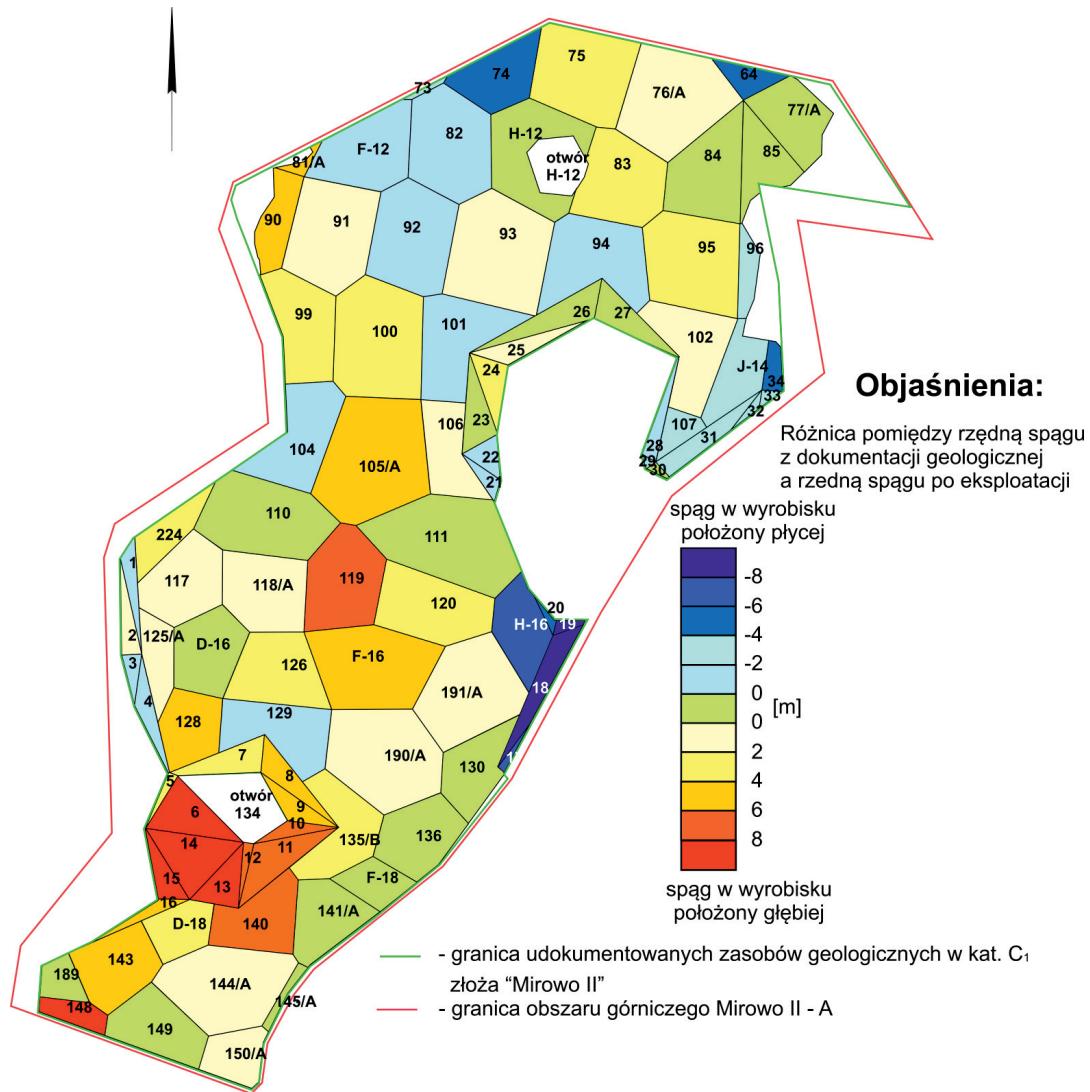 75
74
64
73
76/A
77/A
H-12
82
F-12
otwór
H-12
83
84
85
81/A
90
91
92
93
94
95
96
99
100
101
26
27
102
25
24
J-14
34
33
32
31
107
28
29
30
23
106
22
21
104
105/A
110
111
224
1
117
118/A
119
120
20
19
H-16
2
125/A
D-16
126
F-16
3
4
191/A
18
128
129
190/A
130
7
8
5
otwór
134
6
9
10
11
12
135/B
136
14
15
13
F-18
16
D-18
140
141/A
143
189
144/A
145/A
148
149
150/A
Objaśnienia:
Różnica pomiędzy rzędną spągu
z dokumentacji geologicznej
a rzedną spągu po eksploatacji
spąg w wyrobisku
położony płycej
-8
-6
-4
-2
0
0
2
4
6
8
[m]
spąg w wyrobisku
położony głębiej
- granica udokumentowanych zasobów geologicznych w kat. C₁
złoża “Mirowo II”
- granica obszaru górniczego Mirowo II - A